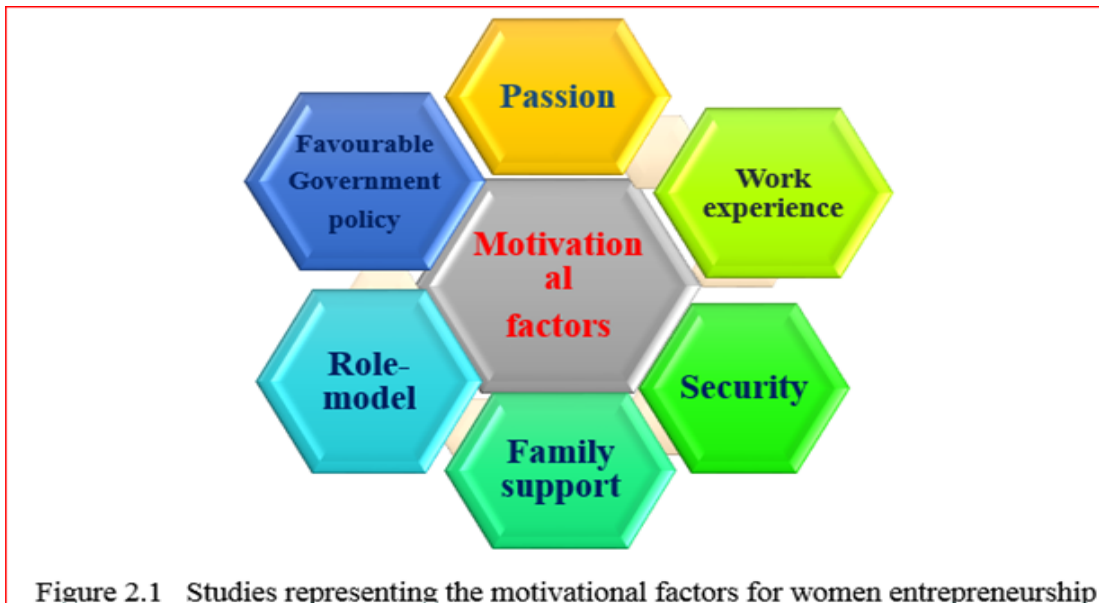 Passion
Favourable
Government
policy
Work
experience
Motivation
al
factors
Role-
model
Security
Family
support
Figure 2.1 Studies representing the motivational factors for women entrepreneurship